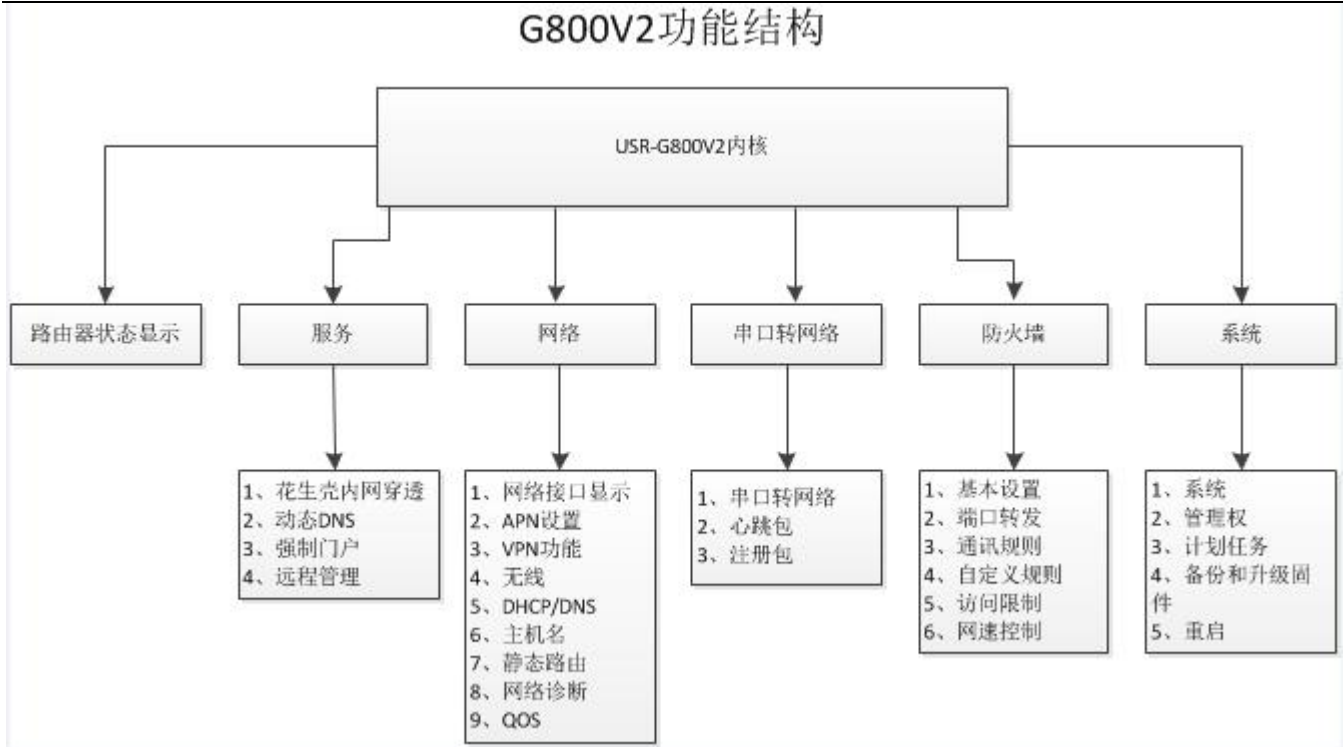 G800V2功能结构
USR-G800V2内核
路由器状态显示
服务
网络
串口转网络
防火墙
系统
1、花生壳内网穿透
2、动态DNS
3、强制门户
4、远程管理
1、网络接口显示
2、APN设置
3、VPN功能
4、无线
5、DHCP/DNS
6、主机名
7、静态路由
8、网络诊断
9、QOS
1、串口转网络
2、心跳包
3、注册包
1、基本设置
2、端口转发
3、通讯规则
4、自定义规则
5、访问限制
6、网速控制
1、系统
2、管理权
3、计划任务
4、备份和升级固
件
5、重启